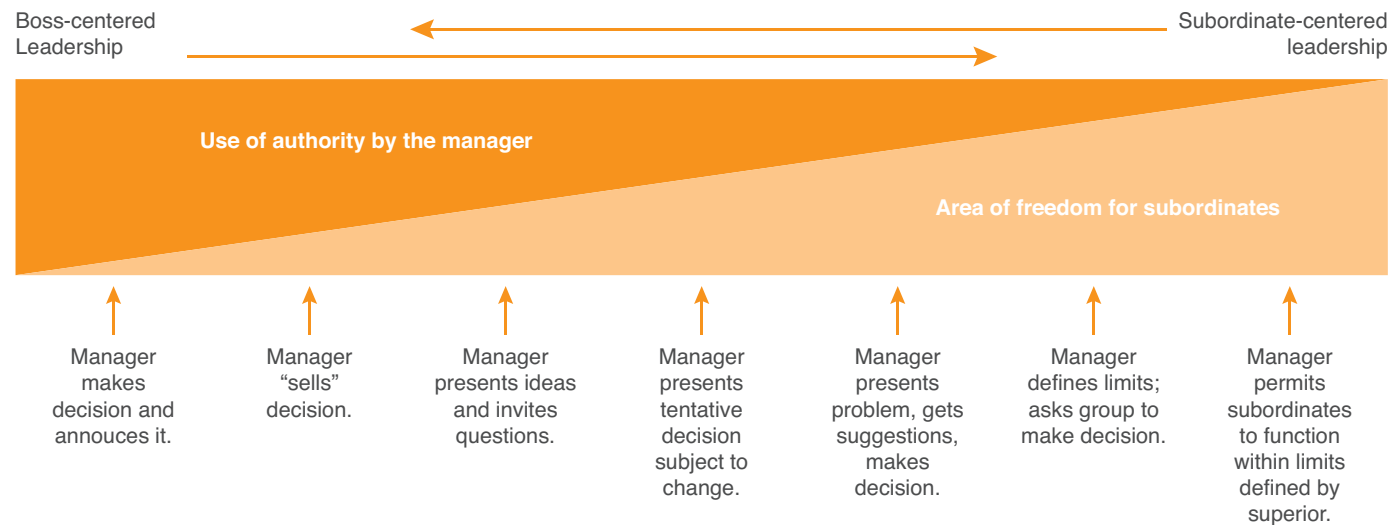 Boss-centered
Leadership
Subordinate-centered
leadership
Use of authority by the manager
Area of freedom for subordinates
Manager
makes
decision and
annouces it.
Manager
“sells”
decision.
Manager
presents ideas
and invites
questions.
Manager
presents
tentative
decision
subject to
change.
Manager
presents
problem, gets
suggestions,
makes
decision.
Manager
defines limits;
asks group to
make decision.
Manager
permits
subordinates
to function
within limits
defined by
superior.